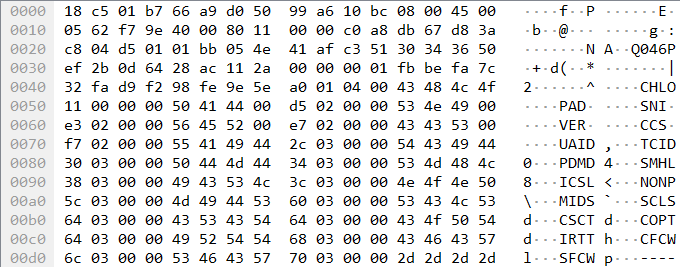 0000 18 c5 01 b7 66 a9 d0 50 99 a6 10 bc 08 00 45 00 ····f··P ······E·
0010 05 62 f7 9e 40 00 80 11 00 00 c0 a8 db 67 d8 3a ·b··@··· ·····g·:
0020 c8 04 d5 01 01 bb 05 4e 41 af c3 51 30 34 36 50 ·······N A··Q046P
0030 ef 2b 0d 64 28 ac 11 2a 00 00 00 01 fb be fa 7c ·+·d(··* ·······|
0040 32 fa d9 f2 98 fe 9e 5e a0 01 04 00 43 48 4c 4f 2······^ ····CHLO
0050 11 00 00 00 50 41 44 00 d5 02 00 00 53 4e 49 00 ····PAD· ····SNI·
0060 e3 02 00 00 56 45 52 00 e7 02 00 00 43 43 53 00 ····VER· ····CCS·
0070 f7 02 00 00 55 41 49 44 2c 03 00 00 54 43 49 44 ····UAID ,···TCID
0080 30 03 00 00 50 44 4d 44 34 03 00 00 53 4d 48 4c 0···PDMD 4···SMHL
0090 38 03 00 00 49 43 53 4c 3c 03 00 00 4e 4f 4e 50 8···ICSL <···NONP
00a0 5c 03 00 00 4d 49 44 53 60 03 00 00 53 43 4c 53 \···MIDS `···SCLS
00b0 64 03 00 00 43 53 43 54 64 03 00 00 43 4f 50 54 d···CSCT d···COPT
00c0 64 03 00 00 49 52 54 54 68 03 00 00 43 46 43 57 d···IRTT h···CFCW
00d0 6c 03 00 00 53 46 43 57 70 03 00 00 2d 2d 2d 2d l···SFCW p···----